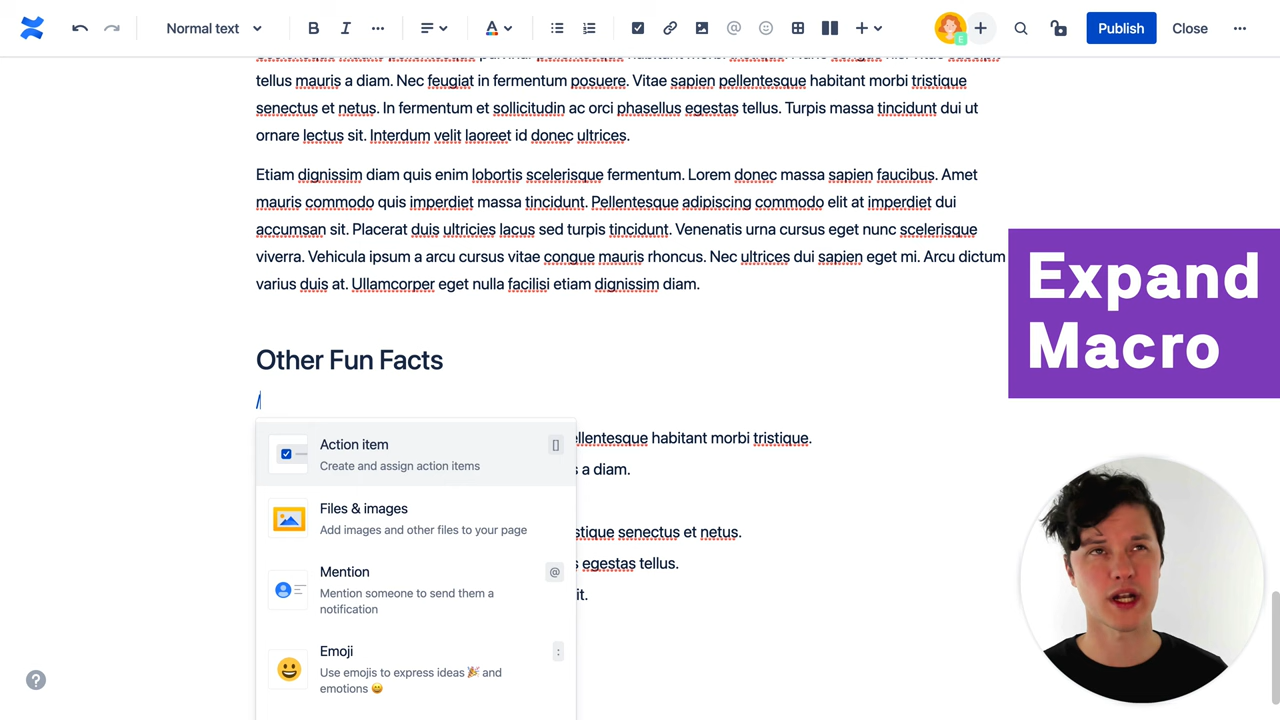 Normal text
B I
Publish
Close
E
tellus mauris a diam. Nec feugiat in fermentum posuere. Vitae sapien pellentesque habitant morbi tristique
senectus et netus. In fermentum et sollicitudin ac orci phasellus egestas tellus. Turpis massa tincidunt dui ut
ornare lectus sit. Interdum velit laoreet id donec ultrices.
Etiam dignissim diam quis enim lobortis scelerisque fermentum. Lorem donec massa sapien faucibus. Amet
mauris commodo quis imperdiet massa tincidunt. Pellentesque adipiscing commodo elit at imperdiet dui
accumsan sit. Placerat duis ultricies lacus sed turpis tincidunt. Venenatis urna cursus eget nunc scelerisque
viverra. Vehicula ipsum a arcu cursus vitae congue mauris rhoncus. Nec ultrices dui sapien eget mi. Arcu dictum
varius duis at. Ullamcorper eget nulla facilisi etiam dignissim diam.
Expand
Macro
Other Fun Facts
/
Action item []
Create and assign action items
Files & images
Add images and other files to your page
Mention @
Mention someone to send them a
notification
Emoji :
Use emojis to express ideas 🎉 and
emotions 😄
habitant morbi tristique.
a diam.
senectus et netus.
egestas tellus.